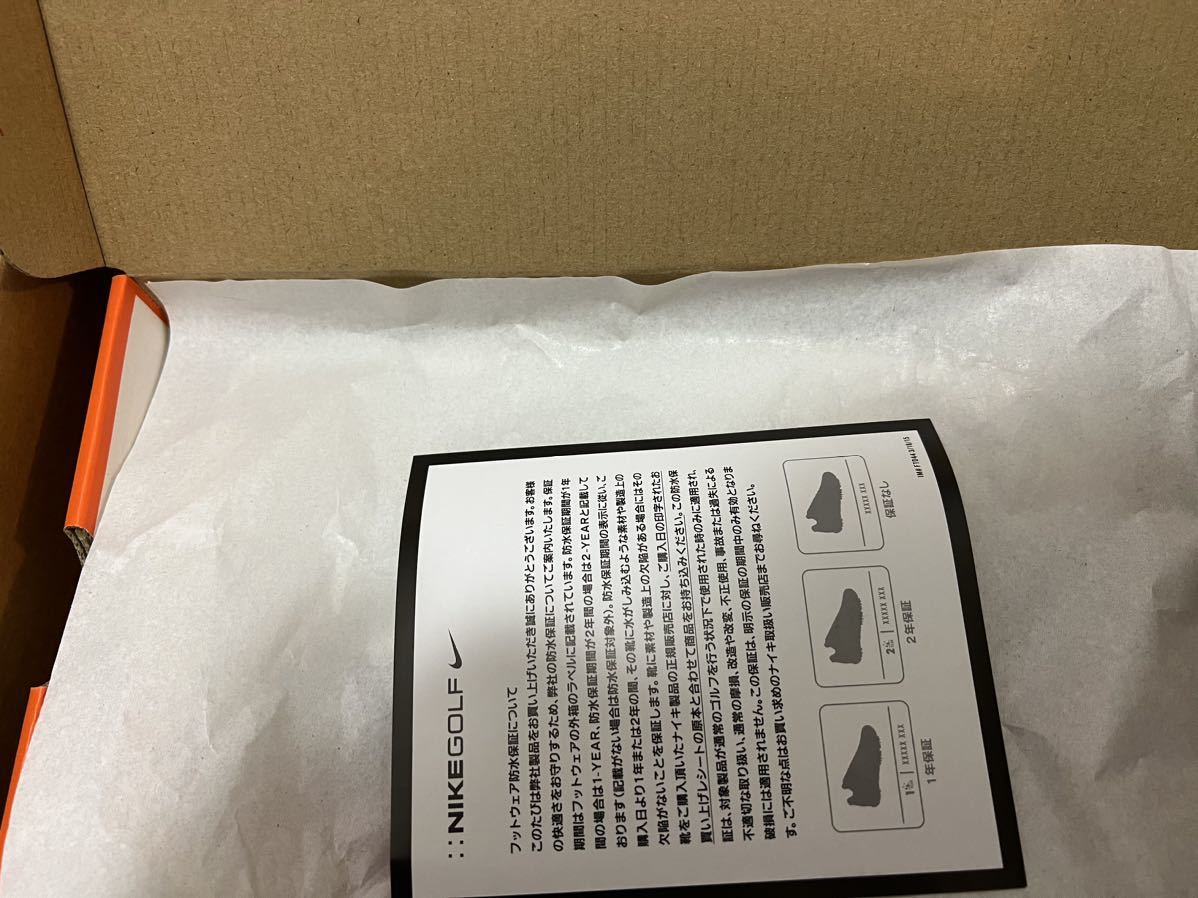 NIKEGOLF
フットウェア防水保証について
このたびは弊社製品をお買い上げいただき誠にありがとうございます。お客様
の快適さをお守りするため、弊社の防水保証についてご案内いたします。保証
期間はフットウェアの外箱のラベルに記載されています。防水保証期間が1年
間の場合は1-YEAR、防水保証期間が2年間の場合は2-YEARと記載して
おります（記載がない場合は防水保証対象外）。防水保証期間の表示に従い、ご
購入日より1年または2年の間、その靴に水がしみ込むような素材や製造上の
欠陥がないことを保証します。靴に素材や製造上の欠陥がある場合にはその
靴をご購入頂いたナイキ製品の正規販売店に対し、ご購入日の印字されたお
買い上げレシートの原本と合わせて商品をお持ち込みください。この防水保
証は、対象製品が通常のゴルフを行う状況下で使用された時のみに適用され、
不適切な取り扱い、通常の摩損、改造や改変、不正使用、事故または過失による
破損には適用されません。この保証は、明示の保証の期間中のみ有効となりま
す。ご不明な点はお買い求めのナイキ取扱い販売店までお尋ねください。
1 XXXXX XXX
1年保証
2 XXXXX XXX
2年保証
XXXXX XXX
保証なし